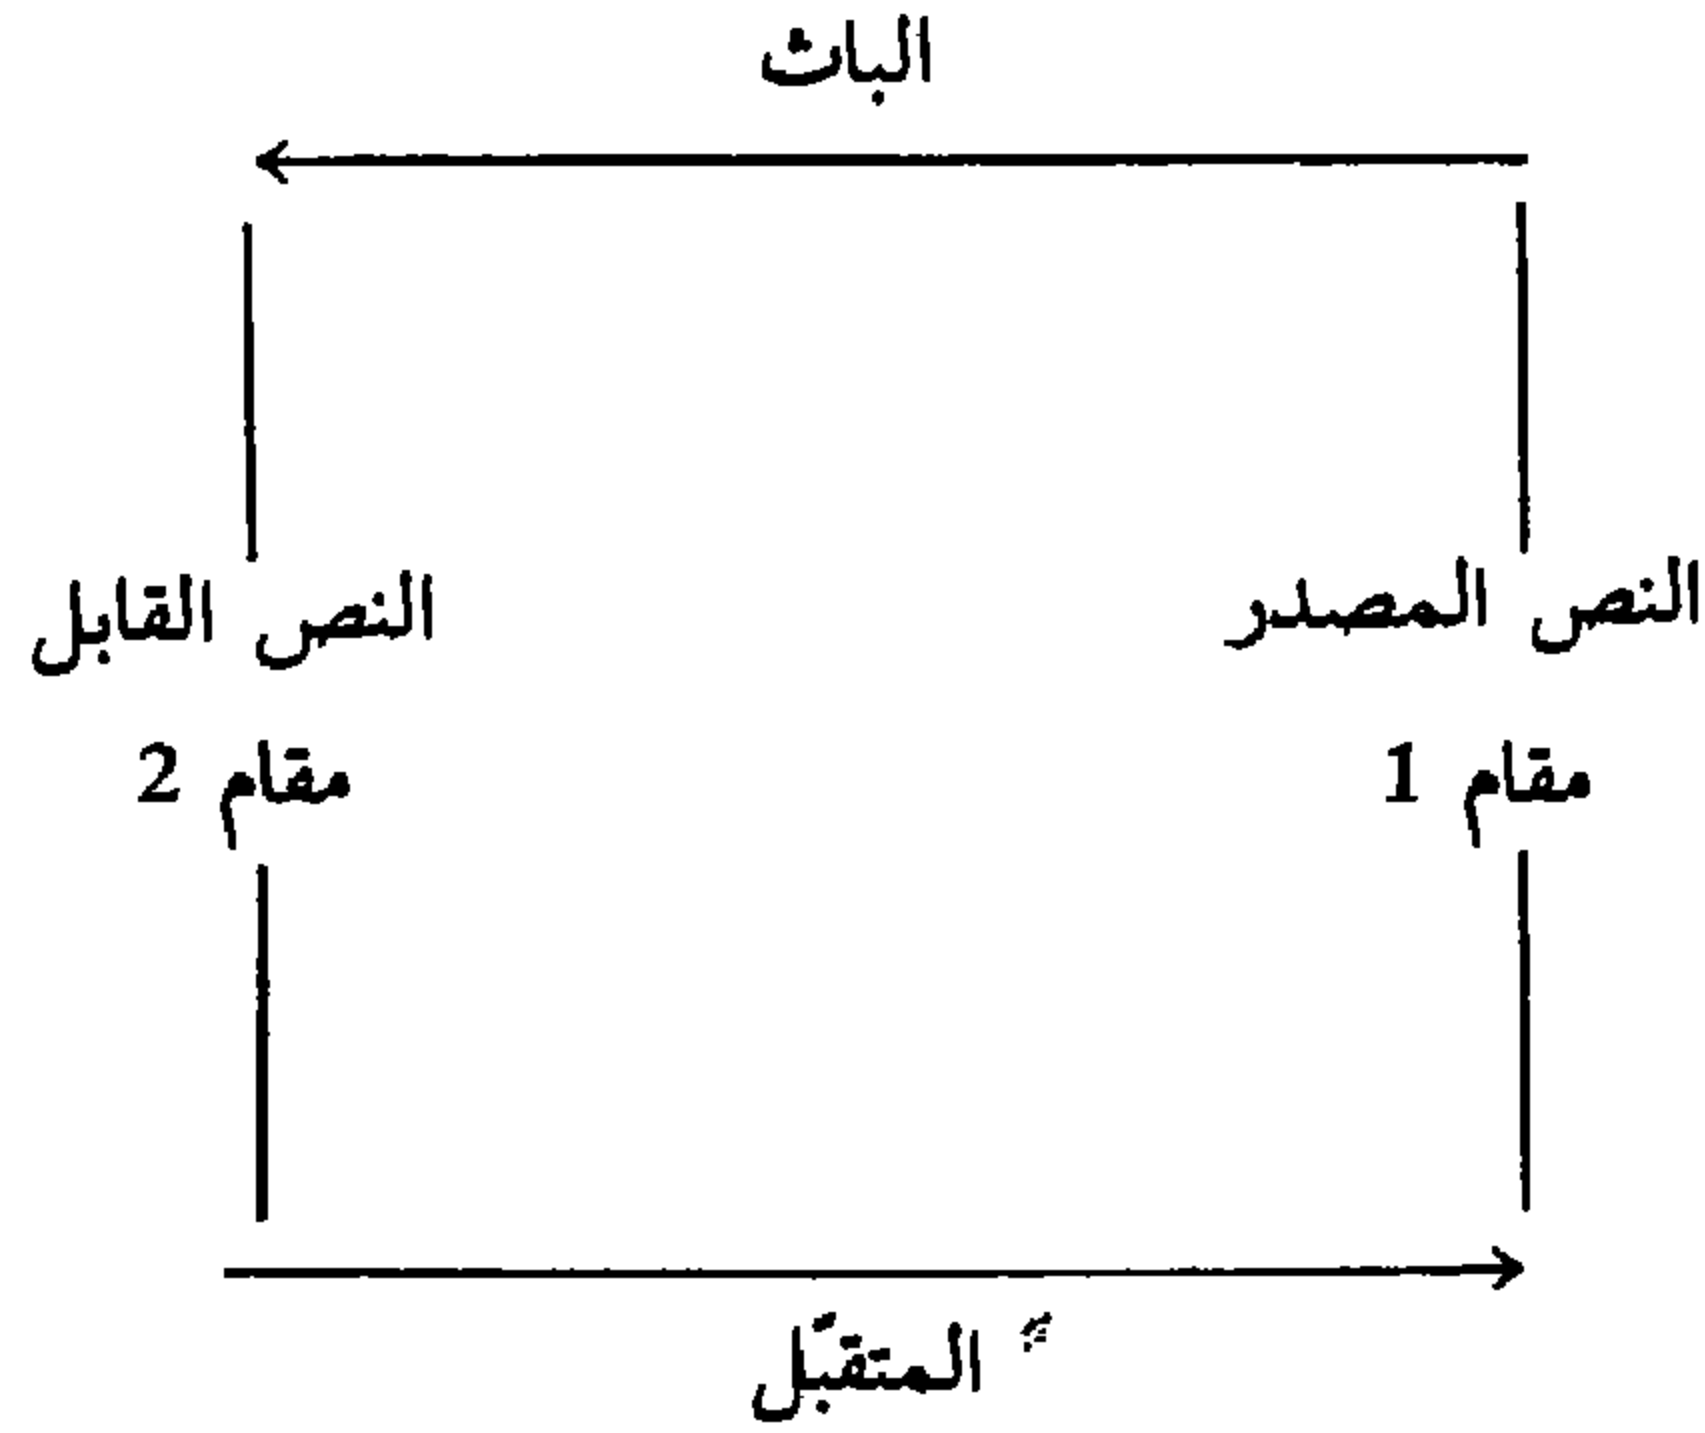 الباث
النص المصدر
النص القابل
مقام 1
مقام 2
المتقبّل